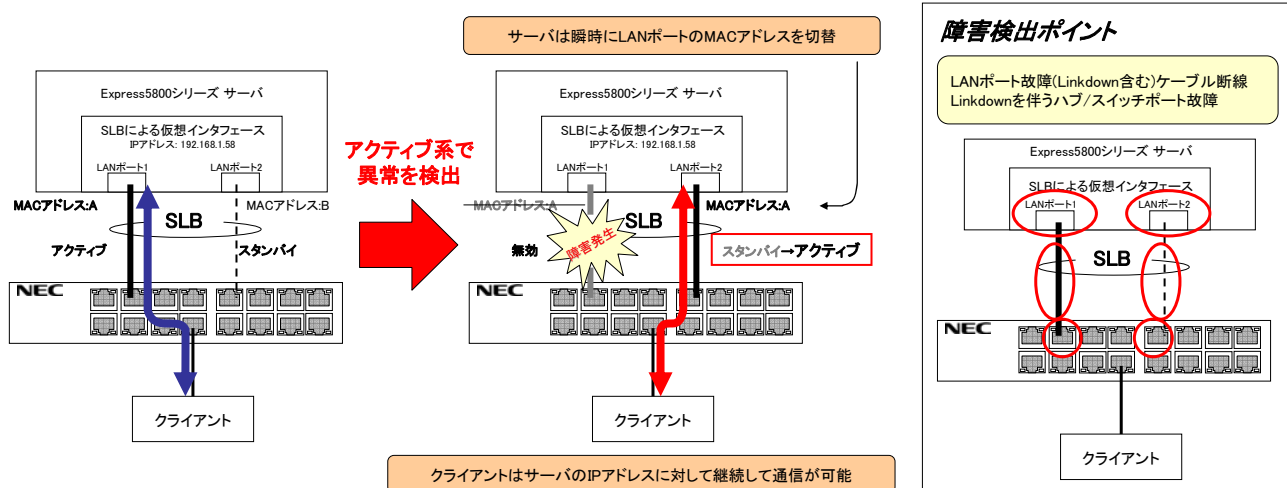 サーバは瞬時にLANポートのMACアドレスを切替
Express5800シリーズ サーバ
SLBによる仮想インタフェース
IPアドレス: 192.168.1.58
LANポート1
LANポート2
MACアドレス:A
MACアドレス:B
SLB
アクティブ
スタンバイ
NEC
クライアント
アクティブ系で
異常を検出
Express5800シリーズ サーバ
SLBによる仮想インタフェース
IPアドレス: 192.168.1.58
LANポート1
LANポート2
MACアドレス:A
MACアドレス:A
SLB
無効
障害発生
スタンバイ→アクティブ
NEC
クライアント
クライアントはサーバのIPアドレスに対して継続して通信が可能
障害検出ポイント
LANポート故障(Linkdown含む)ケーブル断線
Linkdownを伴うハブ/スイッチポート故障
Express5800シリーズ サーバ
SLBによる仮想インタフェース
LANポート1
LANポート2
SLB
NEC
クライアント